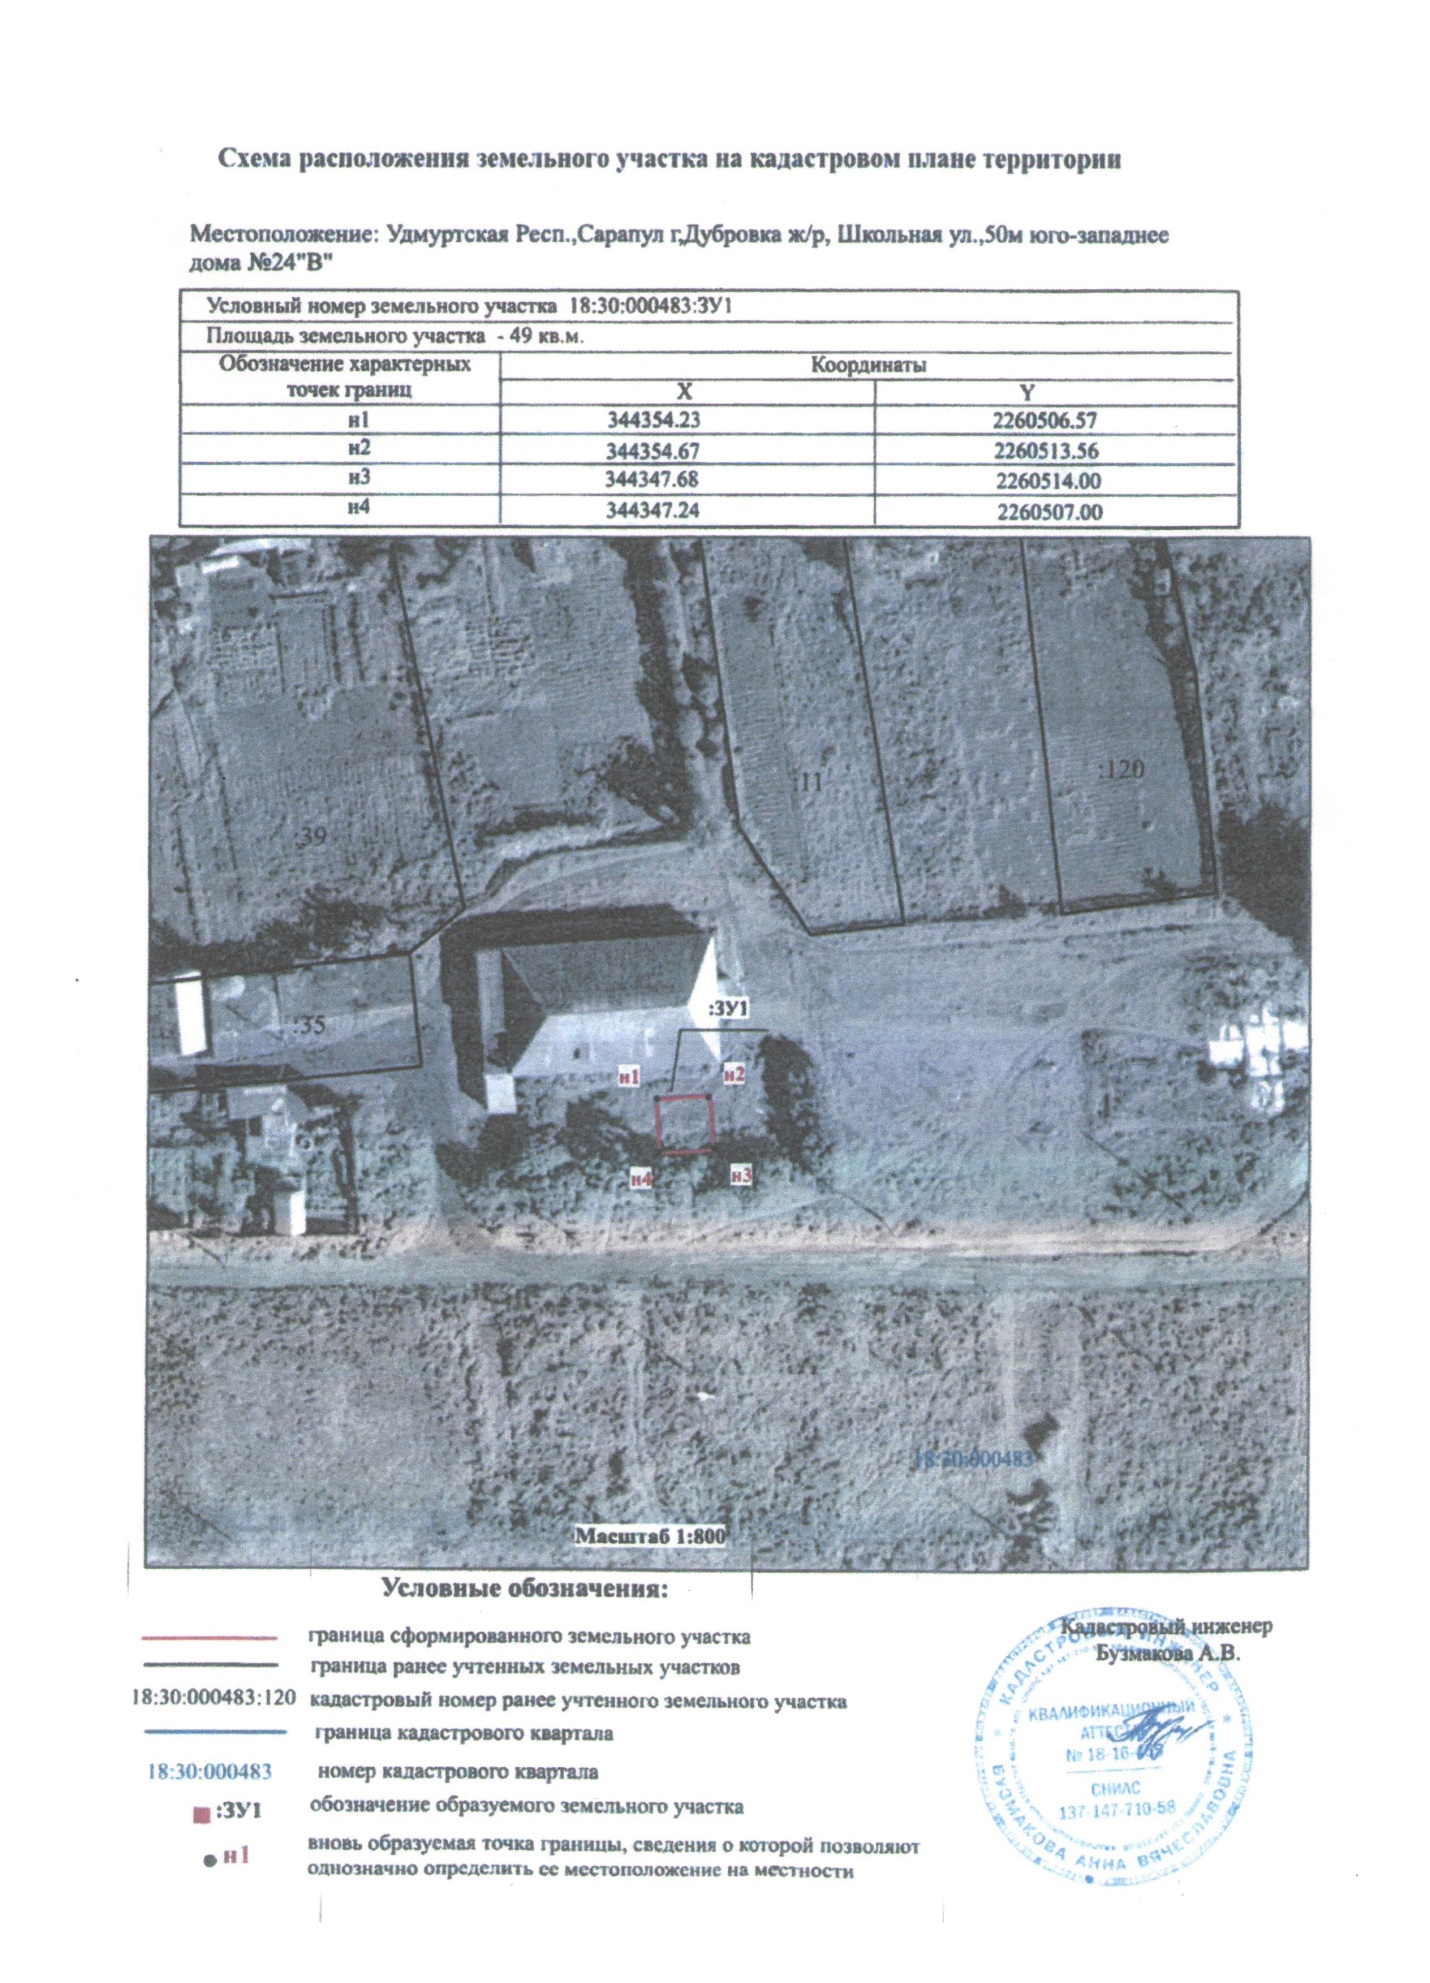 Схема расположения земельного участка на кадастровом плане территории
Местоположение: Удмуртская Респ.,Сарапул г,Дубровка ж/р, Школьная ул.,50м юго-западнее
дома №24"В"
Условный номер земельного участка 18:30:000483:ЗУ1
Площадь земельного участка - 49 кв.м.
Обозначение характерных точек границ
Координаты
X Y
н1 344354.23 2260506.57
н2 344354.67 2260513.56
н3 344347.68 2260514.00
н4 344347.24 2260507.00
:11
:120
:39
:ЗУ1
:35
н1
н2
н4
н3
18:30:000483
Масштаб 1:800
Условные обозначения:
граница сформированного земельного участка
граница ранее учтенных земельных участков
18:30:000483:120 кадастровый номер ранее учтенного земельного участка
граница кадастрового квартала
18:30:000483 номер кадастрового квартала
:ЗУ1 обозначение образуемого земельного участка
н1 вновь образуемая точка границы, сведения о которой позволяют
однозначно определить ее местоположение на местности
Кадастровый инженер
Бузмакова А.В.
КАДАСТРОВЫЙ ИНЖЕНЕР
КВАЛИФИКАЦИОННЫЙ
№ 18-16-
СНИЛС
137-147-710-58
БУЗМАКОВА АННА ВЯЧЕСЛАВОВНА